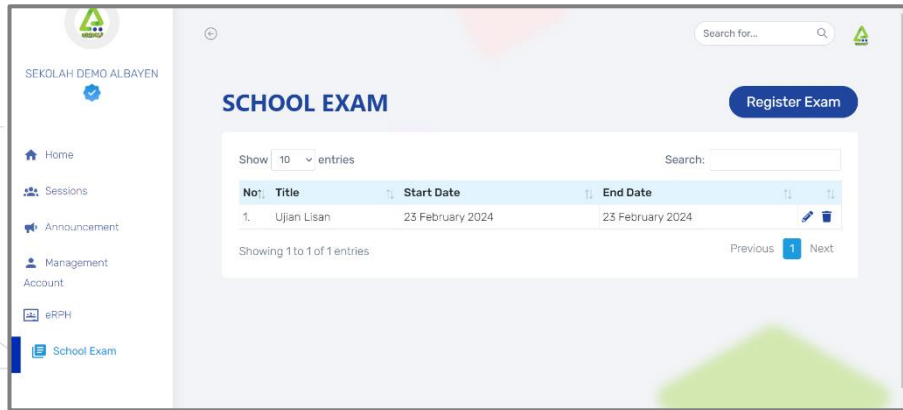 Search for...
SEKOLAH DEMO ALBAYEN
SCHOOL EXAM
Register Exam
Home
Sessions
Announcement
Management
Account
eRPH
School Exam
Show 10 entries
Search:
No Title Start Date End Date
1. Ujian Lisan 23 February 2024 23 February 2024
Showing 1 to 1 of 1 entries
Previous 1 Next